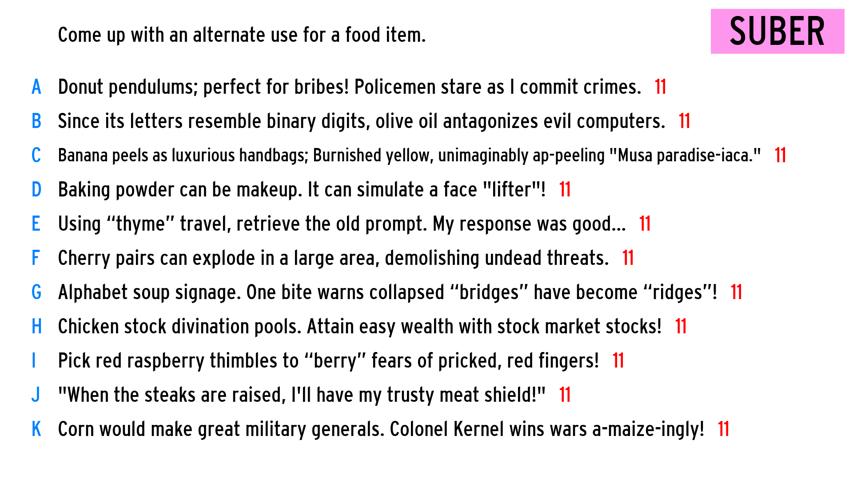 Come up with an alternate use for a food item.
SUBER
A Donut pendulums; perfect for bribes! Policemen stare as I commit crimes. 11
B Since its letters resemble binary digits, olive oil antagonizes evil computers. 11
C Banana peels as luxurious handbags; Burnished yellow, unimaginably ap-peeling "Musa paradise-iaca." 11
D Baking powder can be makeup. It can simulate a face "lifter"! 11
E Using “thyme” travel, retrieve the old prompt. My response was good... 11
F Cherry pairs can explode in a large area, demolishing undead threats. 11
G Alphabet soup signage. One bite warns collapsed “bridges” have become “ridges”! 11
H Chicken stock divination pools. Attain easy wealth with stock market stocks! 11
I Pick red raspberry thimbles to “berry” fears of pricked, red fingers! 11
J "When the steaks are raised, I'll have my trusty meat shield!" 11
K Corn would make great military generals. Colonel Kernel wins wars a-maize-ingly! 11